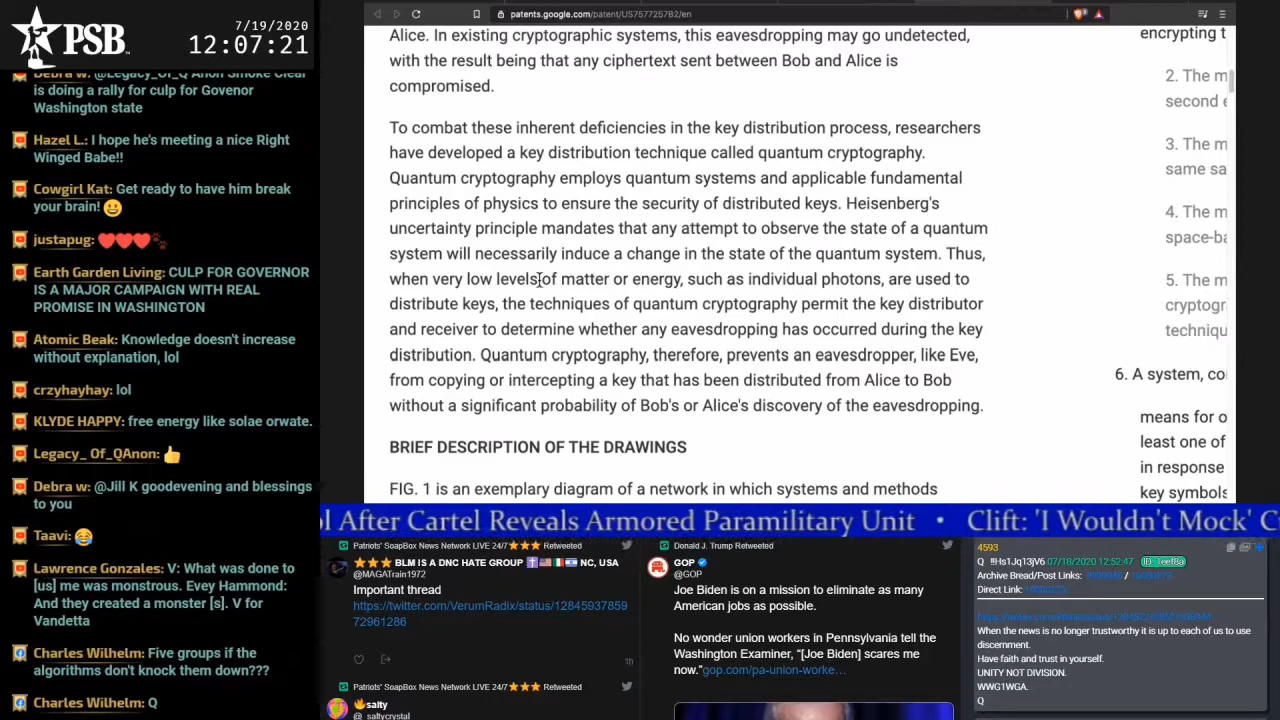 PSB
7/19/2020
12:07:21
Debra w: @Legacy_Of_Q Anon Smoke Clear
is doing a rally for culp for Govenor
Washington state
Hazel L.: I hope he's meeting a nice Right
Winged Babe!!
Cowgirl Kat: Get ready to have him break
your brain! 😀
justapug: ❤❤❤🐾
Earth Garden Living: CULP FOR GOVERNOR
IS A MAJOR CAMPAIGN WITH REAL
PROMISE IN WASHINGTON
Atomic Beak: Knowledge doesn't increase
without explanation, lol
crzyhayhay: lol
KLYDE HAPPY: free energy like solae orwate.
Legacy_ Of_QAnon: 👍
Debra w: @Jill K goodevening and blessings
to you
Taavi: 😂
Lawrence Gonzales: V: What was done to
[us] me was monstrous. Evey Hammond:
And they created a monster [s]. V for
Vandetta
Charles Wilhelm: Five groups if the
algorithms don't knock them down???
Charles Wilhelm: Q
patents.google.com/patent/US7577257B2/en
Alice. In existing cryptographic systems, this eavesdropping may go undetected,
with the result being that any ciphertext sent between Bob and Alice is
compromised.
To combat these inherent deficiencies in the key distribution process, researchers
have developed a key distribution technique called quantum cryptography.
Quantum cryptography employs quantum systems and applicable fundamental
principles of physics to ensure the security of distributed keys. Heisenberg's
uncertainty principle mandates that any attempt to observe the state of a quantum
system will necessarily induce a change in the state of the quantum system. Thus,
when very low levels of matter or energy, such as individual photons, are used to
distribute keys, the techniques of quantum cryptography permit the key distributor
and receiver to determine whether any eavesdropping has occurred during the key
distribution. Quantum cryptography, therefore, prevents an eavesdropper, like Eve,
from copying or intercepting a key that has been distributed from Alice to Bob
without a significant probability of Bob's or Alice's discovery of the eavesdropping.
BRIEF DESCRIPTION OF THE DRAWINGS
FIG. 1 is an exemplary diagram of a network in which systems and methods
encrypting t
2. The m
second e
3. The m
same sa
4. The m
space-ba
5. The m
cryptogr
techniqu
6. A system, co
means for o
least one of
in response
key symbols
ol After Cartel Reveals Armored Paramilitary Unit • Clift: 'I Wouldn't Mock' C
Patriots' SoapBox News Network LIVE 24/7⭐⭐⭐ Retweeted
⭐⭐⭐ BLM IS A DNC HATE GROUP ✝️🇺🇸🇮🇹🇮🇱 NC, USA
@MAGATrain1972
Important thread
https://twitter.com/VerumRadix/status/12845937859
72961286
Patriots' SoapBox News Network LIVE 24/7⭐⭐⭐ Retweeted
🔥salty
@_saltycrystal
Donald J. Trump Retweeted
GOP
@GOP
Joe Biden is on a mission to eliminate as many
American jobs as possible.
No wonder union workers in Pennsylvania tell the
Washington Examiner, "[Joe Biden] scares me
now."gop.com/pa-union-worke…
4593
Q !!Hs1Jq13jV6 07/18/2020 12:52:47
Archive Bread/Post Links: /
Direct Link:
When the news is no longer trustworthy it is up to each of us to use
discernment.
Have faith and trust in yourself.
UNITY NOT DIVISION.
WWG1WGA.
Q